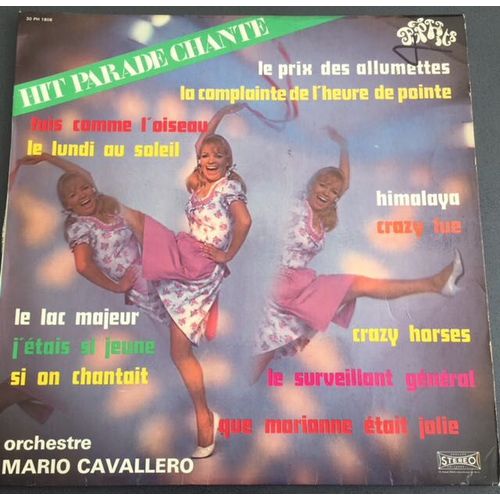 30 PH 1808
HIT PARADE CHANTE
le prix des allumettes
la complainte de l'heure de pointe
fais comme l'oiseau
le lundi au soleil
himalaya
crazy lue
le lac majeur
j'étais si jeune
si on chantait
crazy horses
le surveillant général
que marianne était jolie
orchestre
MARIO CAVALLERO
STEREO